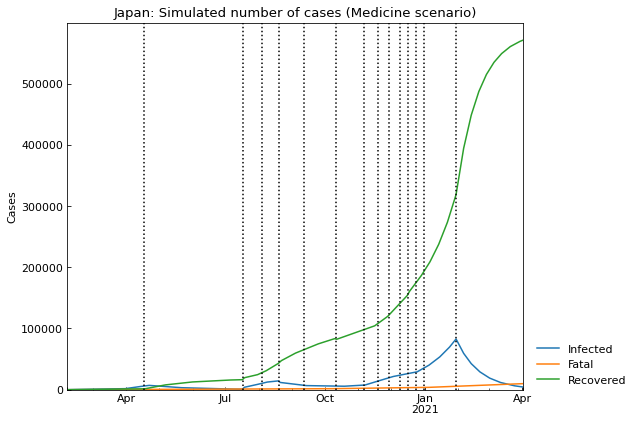 Japan: Simulated number of cases (Medicine scenario)
Cases
500000
400000
300000
200000
100000
0
Apr
Jul
Oct
Jan
2021
Apr
Infected
Fatal
Recovered